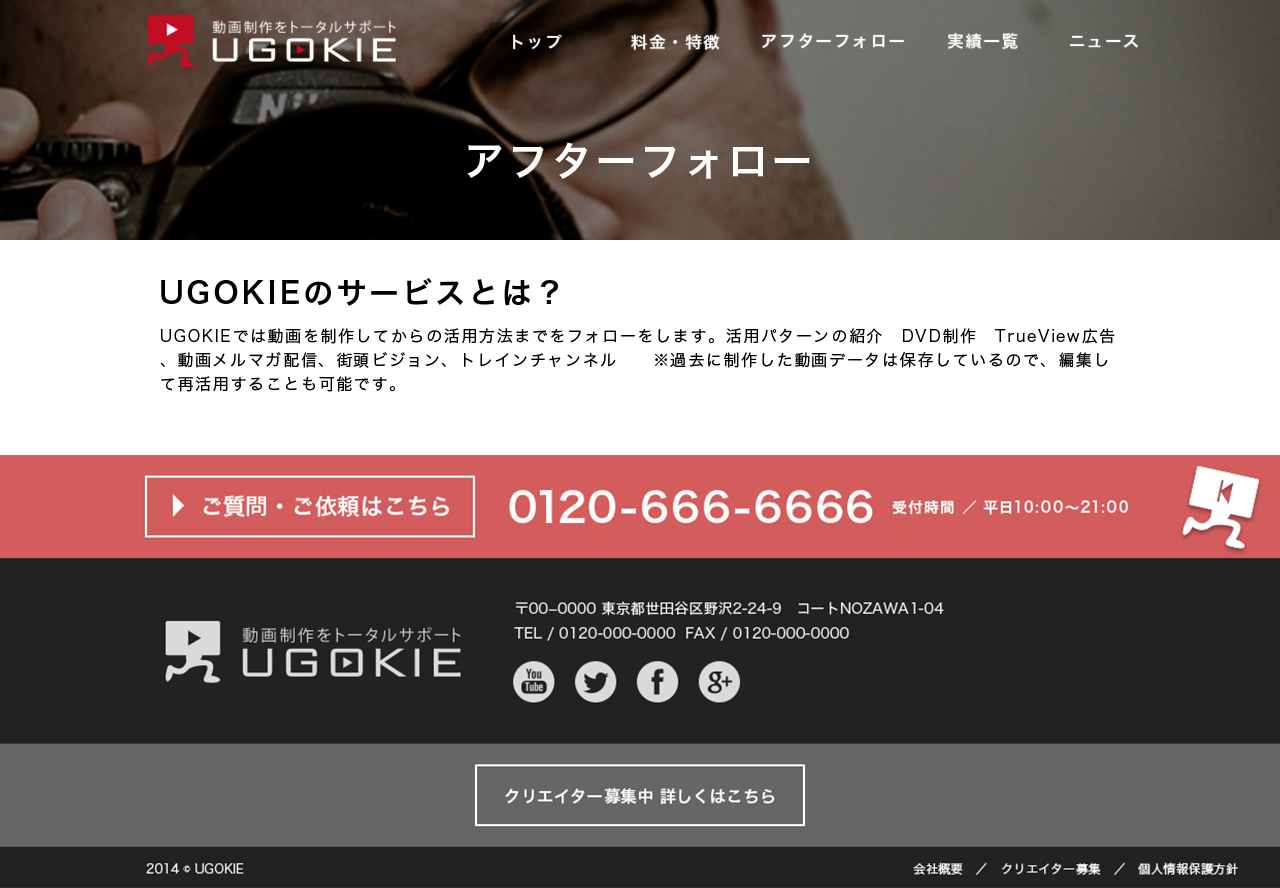 動画制作をトータルサポート
UGOKIE
トップ 料金・特徴 アフターフォロー 実績一覧 ニュース
アフターフォロー
UGOKIEのサービスとは？
UGOKIEでは動画を制作してからの活用方法までをフォローをします。活用パターンの紹介　DVD制作　TrueView広告
、動画メルマガ配信、街頭ビジョン、トレインチャンネル　　※過去に制作した動画データは保存しているので、編集し
て再活用することも可能です。
ご質問・ご依頼はこちら 0120-666-6666 受付時間 ／ 平日10:00〜21:00
〒00–0000 東京都世田谷区野沢2-24-9　コートNOZAWA1-04
TEL / 0120-000-0000 FAX / 0120-000-0000
動画制作をトータルサポート
UGOKIE
You Tube f g+
クリエイター募集中 詳しくはこちら
2014 © UGOKIE 会社概要 ／ クリエイター募集 ／ 個人情報保護方針